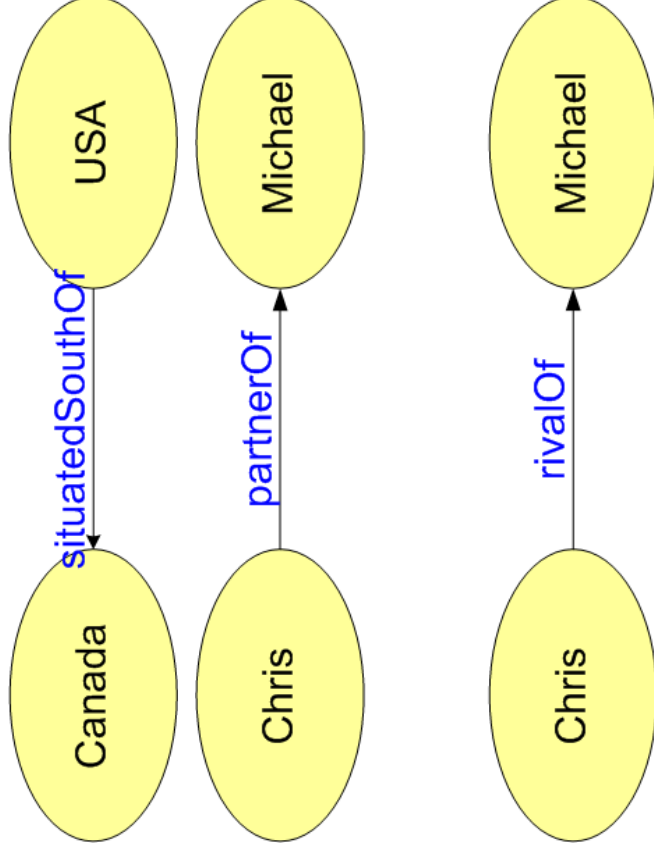 Canada
situatedSouthOf
USA
Chris
partnerOf
Michael
Chris
rivalOf
Michael